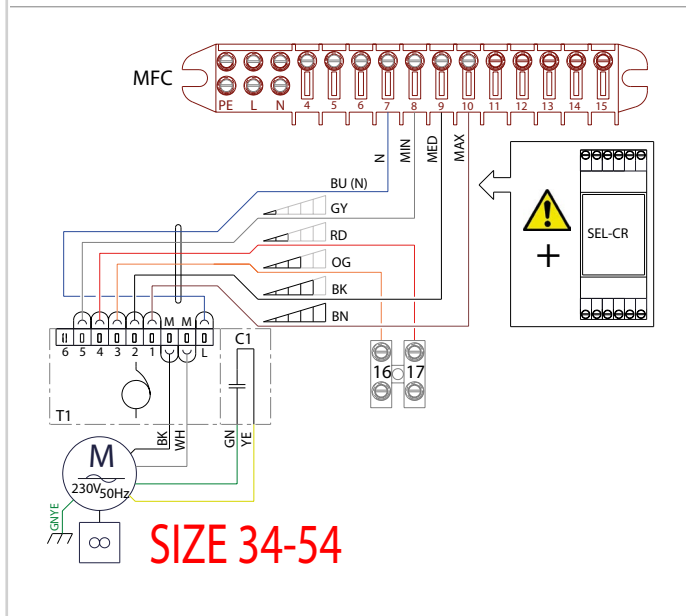 MFC
PE L N 4 5 6 7 8 9 10 11 12 13 14 15
N MIN MED MAX
BU (N)
GY
RD
OG
BK
BN
SEL-CR
+
16 17
M M
6 5 4 3 2 1 L
C1
T1
BK WH GN YE
M
230V 50Hz
GNYE
SIZE 34-54